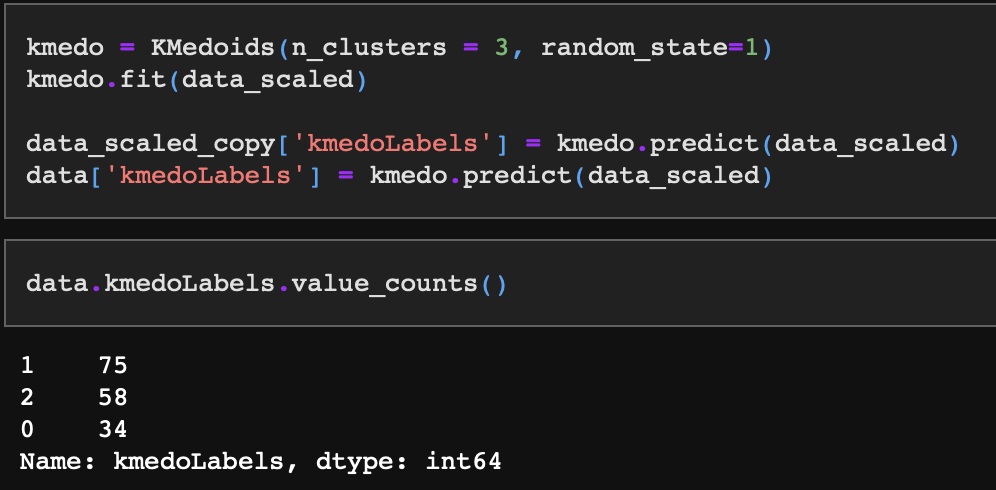 kmedo = KMedoids(n_clusters = 3, random_state=1)
kmedo.fit(data_scaled)
data_scaled_copy['kmedoLabels'] = kmedo.predict(data_scaled)
data['kmedoLabels'] = kmedo.predict(data_scaled)
data.kmedoLabels.value_counts()
1    75
2    58
0    34
Name: kmedoLabels, dtype: int64